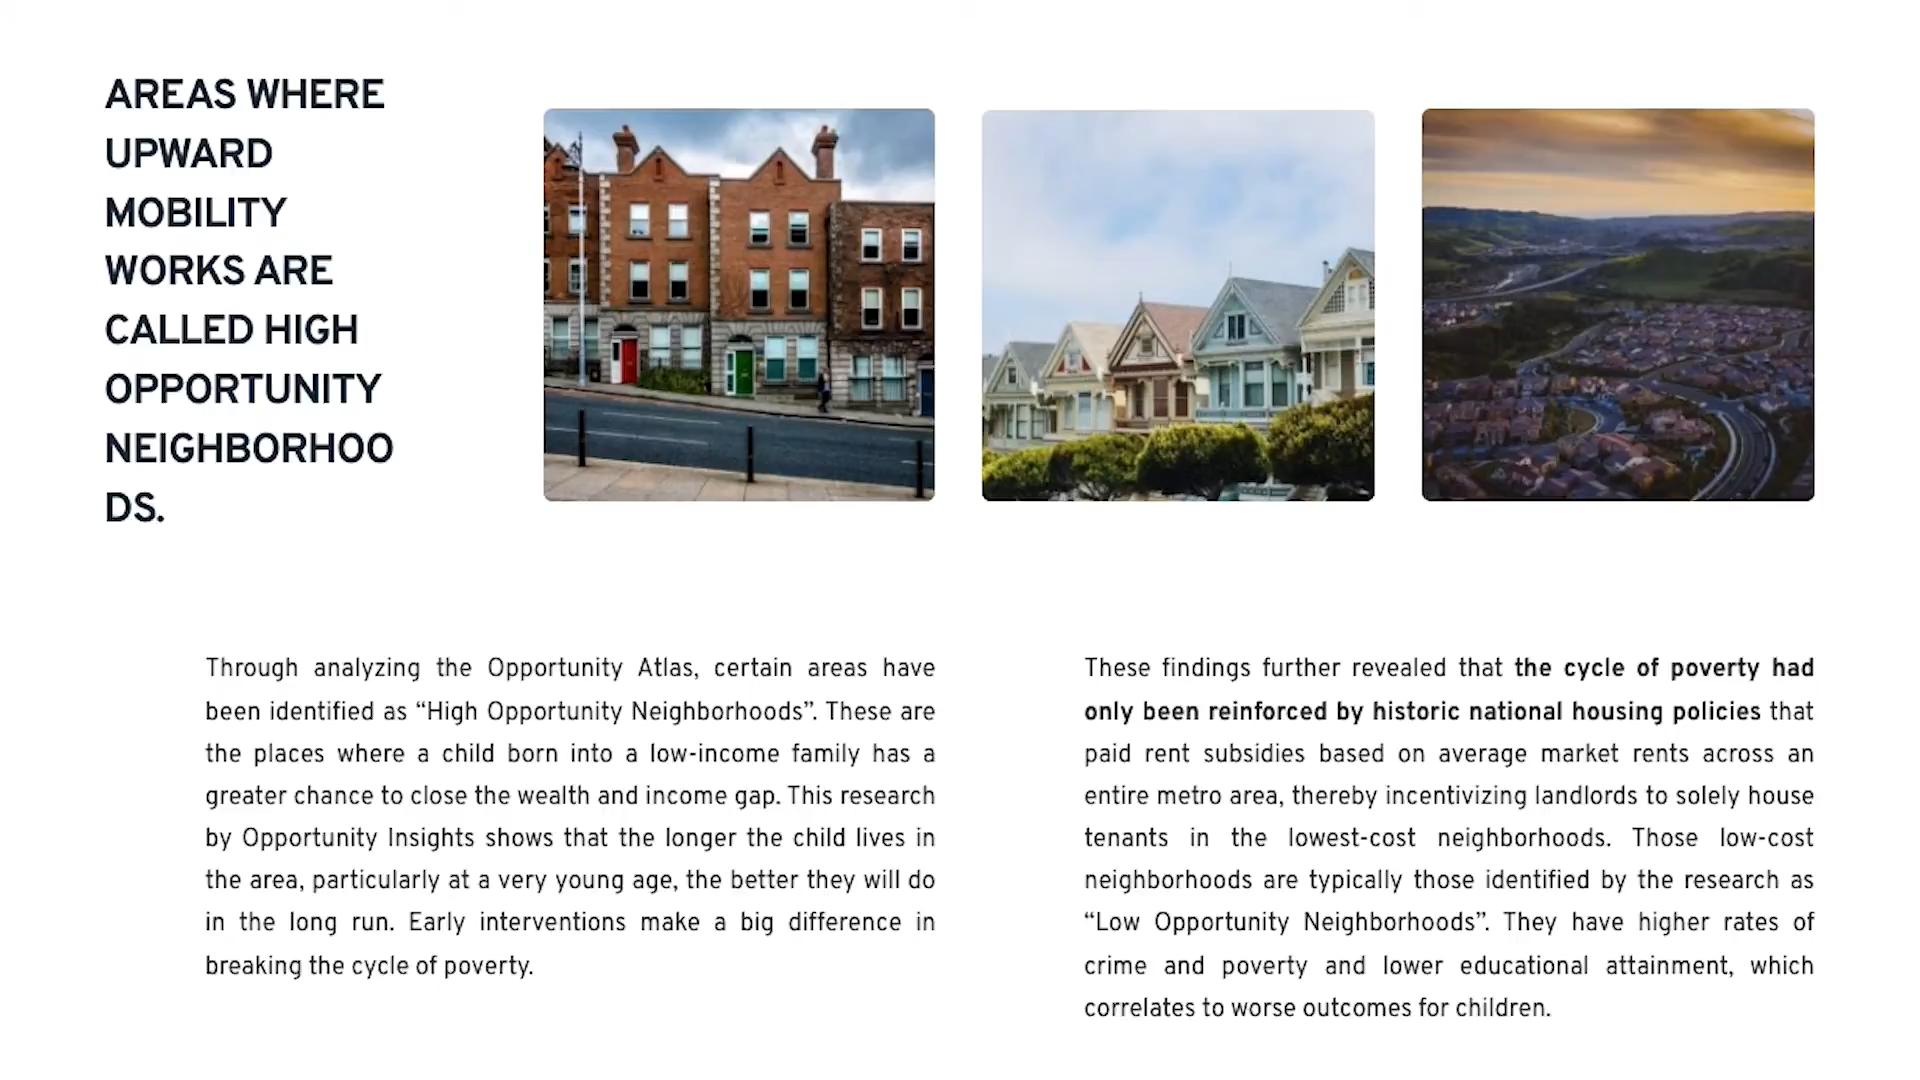 AREAS WHERE
UPWARD
MOBILITY
WORKS ARE
CALLED HIGH
OPPORTUNITY
NEIGHBORHOO
DS.
Through analyzing the Opportunity Atlas, certain areas have
been identified as “High Opportunity Neighborhoods”. These are
the places where a child born into a low-income family has a
greater chance to close the wealth and income gap. This research
by Opportunity Insights shows that the longer the child lives in
the area, particularly at a very young age, the better they will do
in the long run. Early interventions make a big difference in
breaking the cycle of poverty.
These findings further revealed that the cycle of poverty had
only been reinforced by historic national housing policies that
paid rent subsidies based on average market rents across an
entire metro area, thereby incentivizing landlords to solely house
tenants in the lowest-cost neighborhoods. Those low-cost
neighborhoods are typically those identified by the research as
“Low Opportunity Neighborhoods”. They have higher rates of
crime and poverty and lower educational attainment, which
correlates to worse outcomes for children.